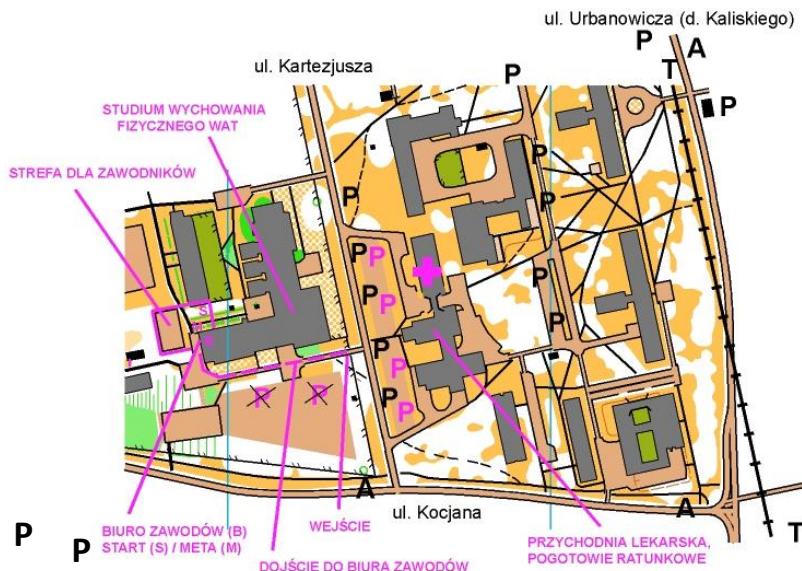 ul. Urbanowicza (d. Kaliskiego)
P
A
ul. Kartezjusza
P
T
P
STUDIUM WYCHOWANIA
FIZYCZNEGO WAT
STREFA DLA ZAWODNIKÓW
P
P
P
P
P
P
P
P
S
P
P
P
P
P
P
P
P
A
ul. Kocjana
A
P
P
BIURO ZAWODÓW (B)
START (S) / META (M)
WEJŚCIE
DOJŚCIE DO BIURA ZAWODÓW
PRZYCHODNIA LEKARSKA,
POGOTOWIE RATUNKOWE
T